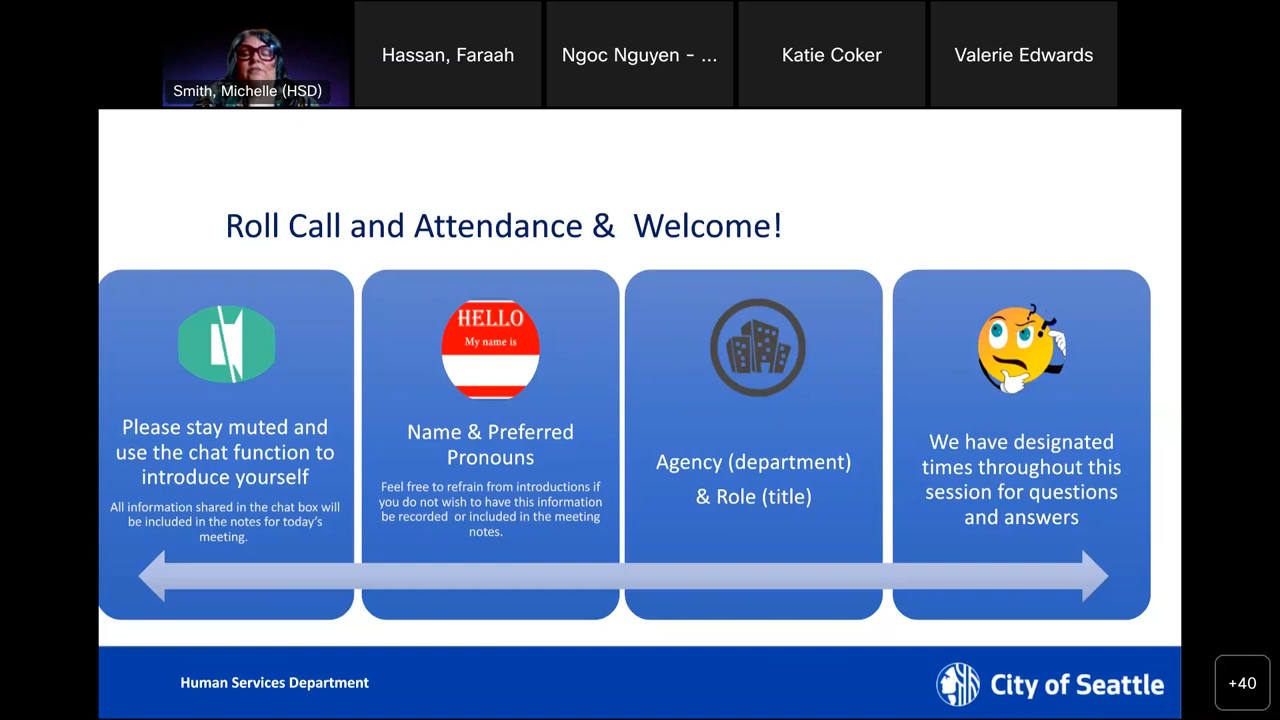 Smith, Michelle (HSD)
Hassan, Faraah
Ngoc Nguyen - ...
Katie Coker
Valerie Edwards
Roll Call and Attendance &  Welcome!
Please stay muted and
use the chat function to
introduce yourself
All information shared in the chat box will
be included in the notes for today's
meeting.
HELLO
My name is
Name & Preferred
Pronouns
Feel free to refrain from introductions if
you do not wish to have this information
be recorded  or included in the meeting
notes.
Agency (department)
& Role (title)
We have designated
times throughout this
session for questions
and answers
Human Services Department
City of Seattle
+40